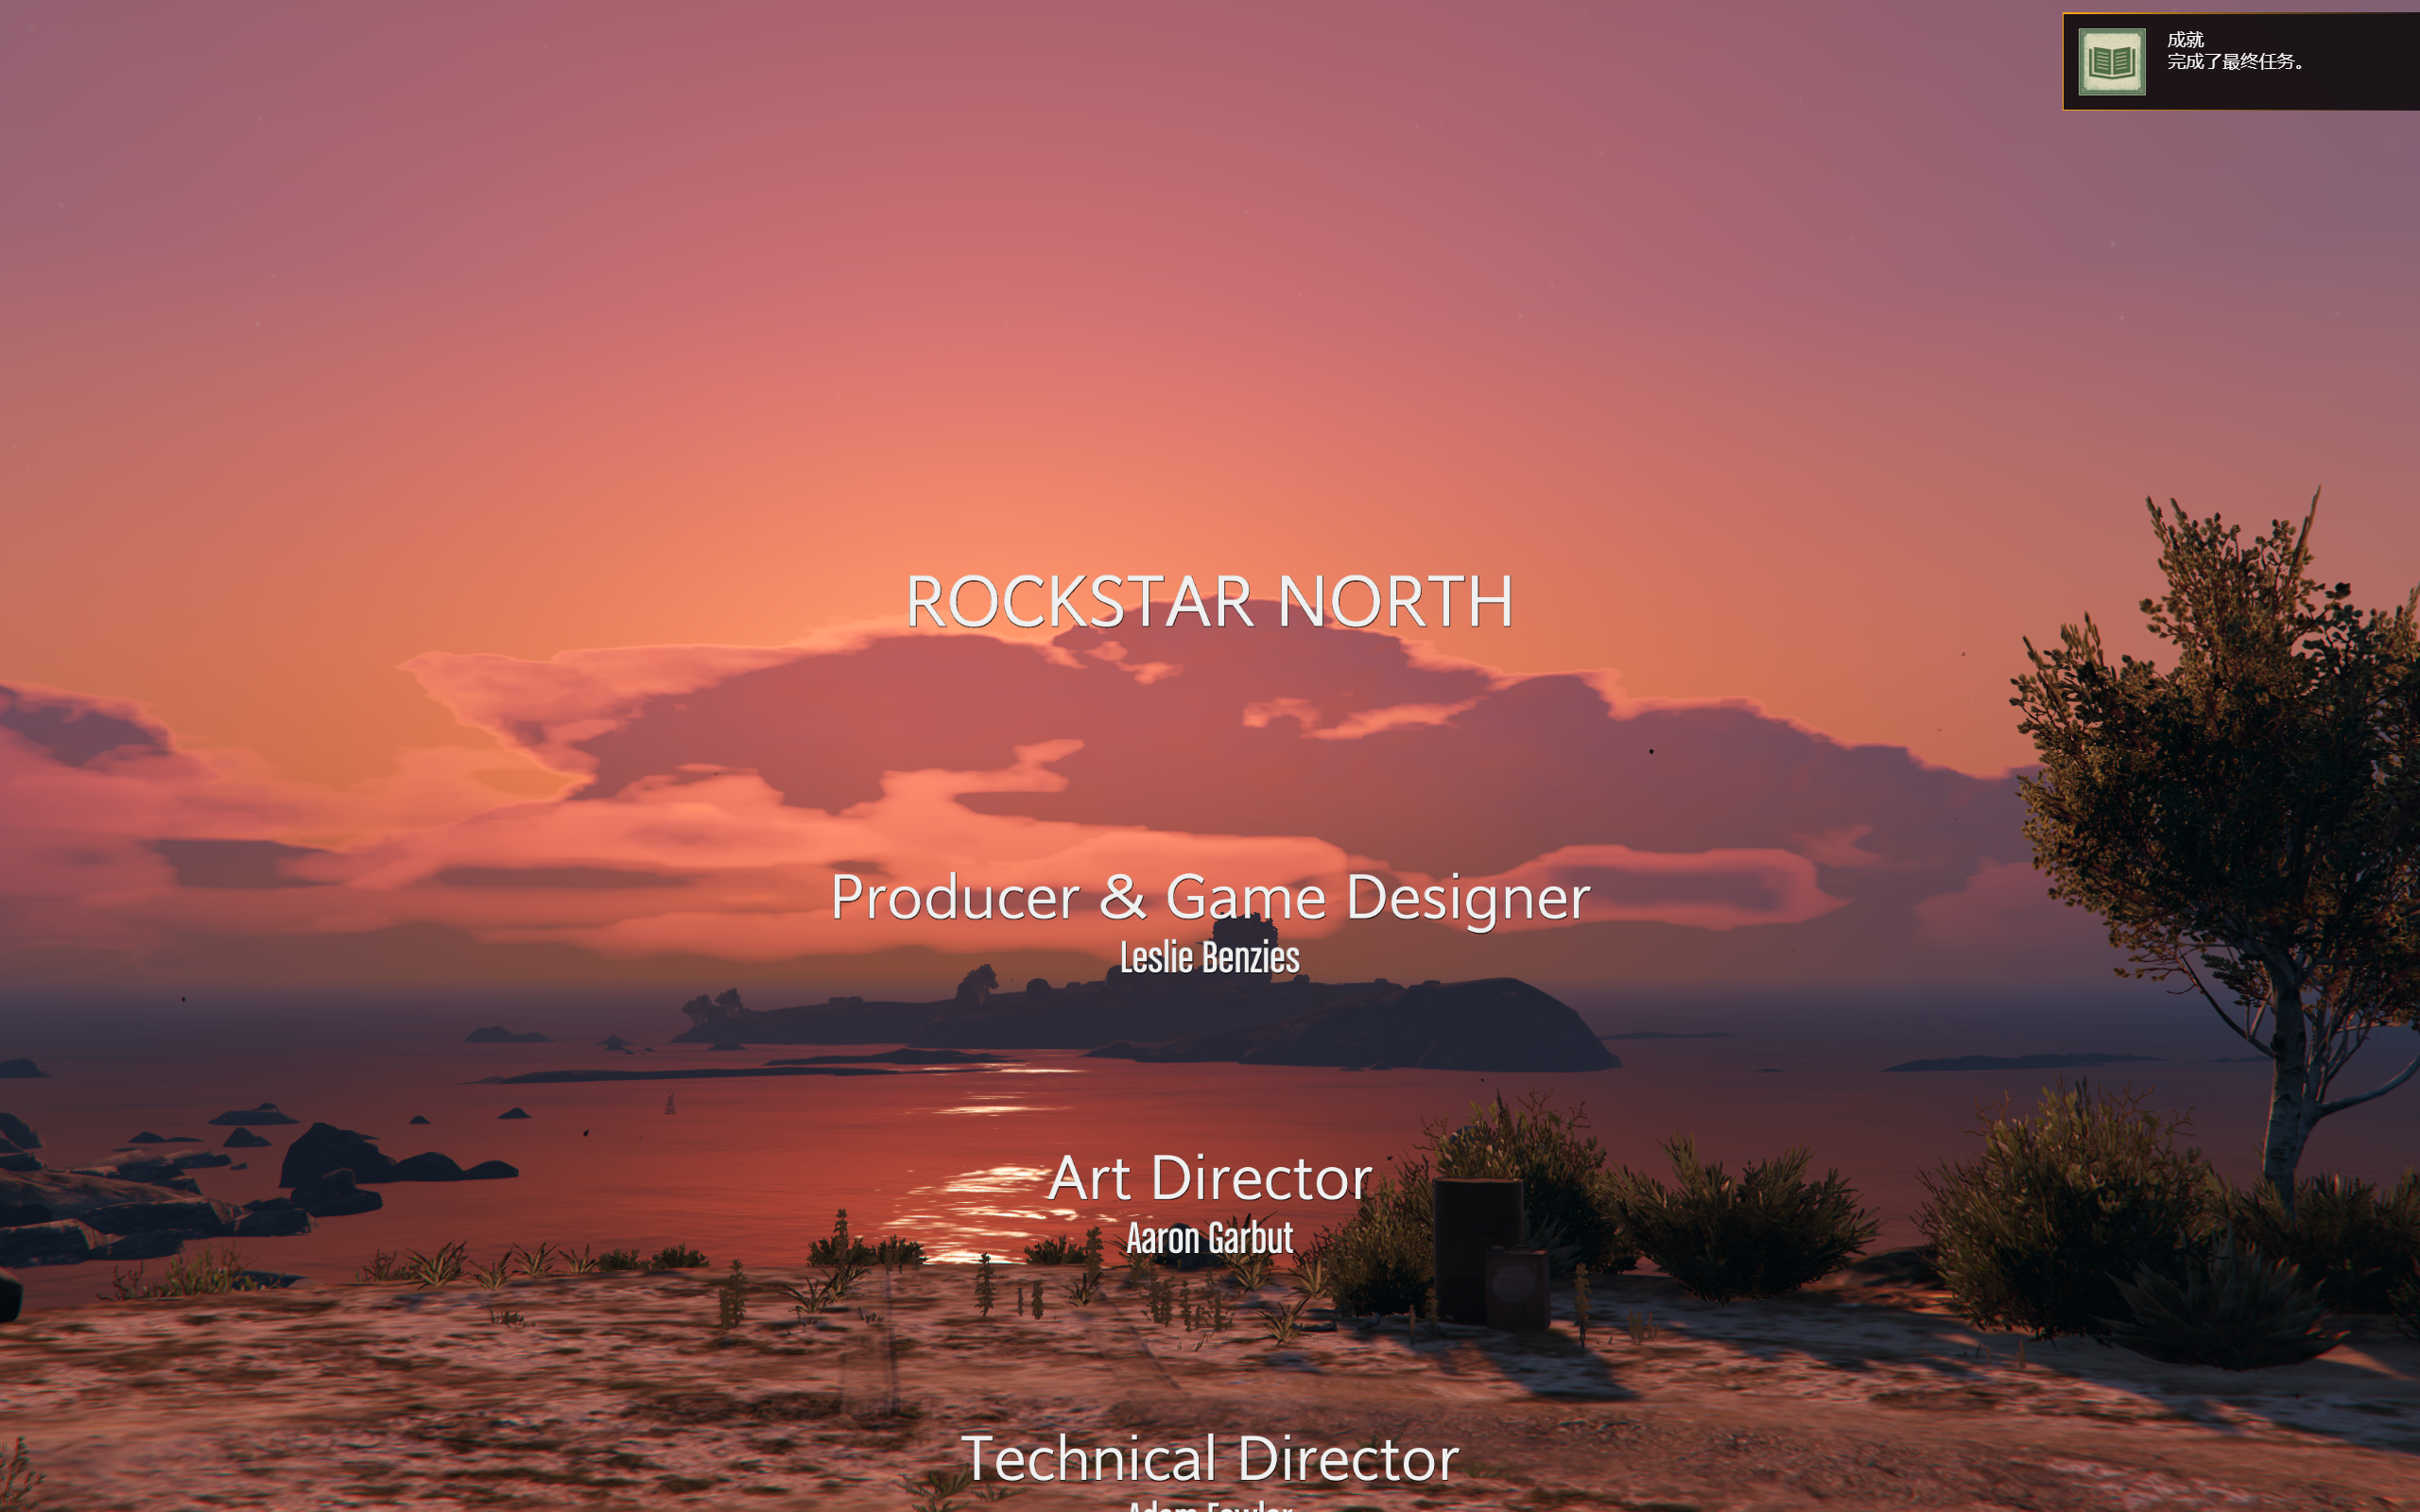 成就
完成了最终任务。
ROCKSTAR NORTH
Producer & Game Designer
Leslie Benzies
Art Director
Aaron Garbut
Technical Director